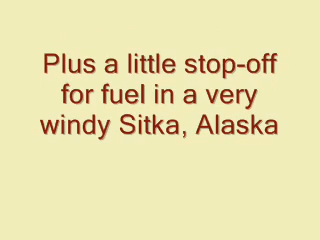 Plus a little stop-off
for fuel in a very
windy Sitka, Alaska